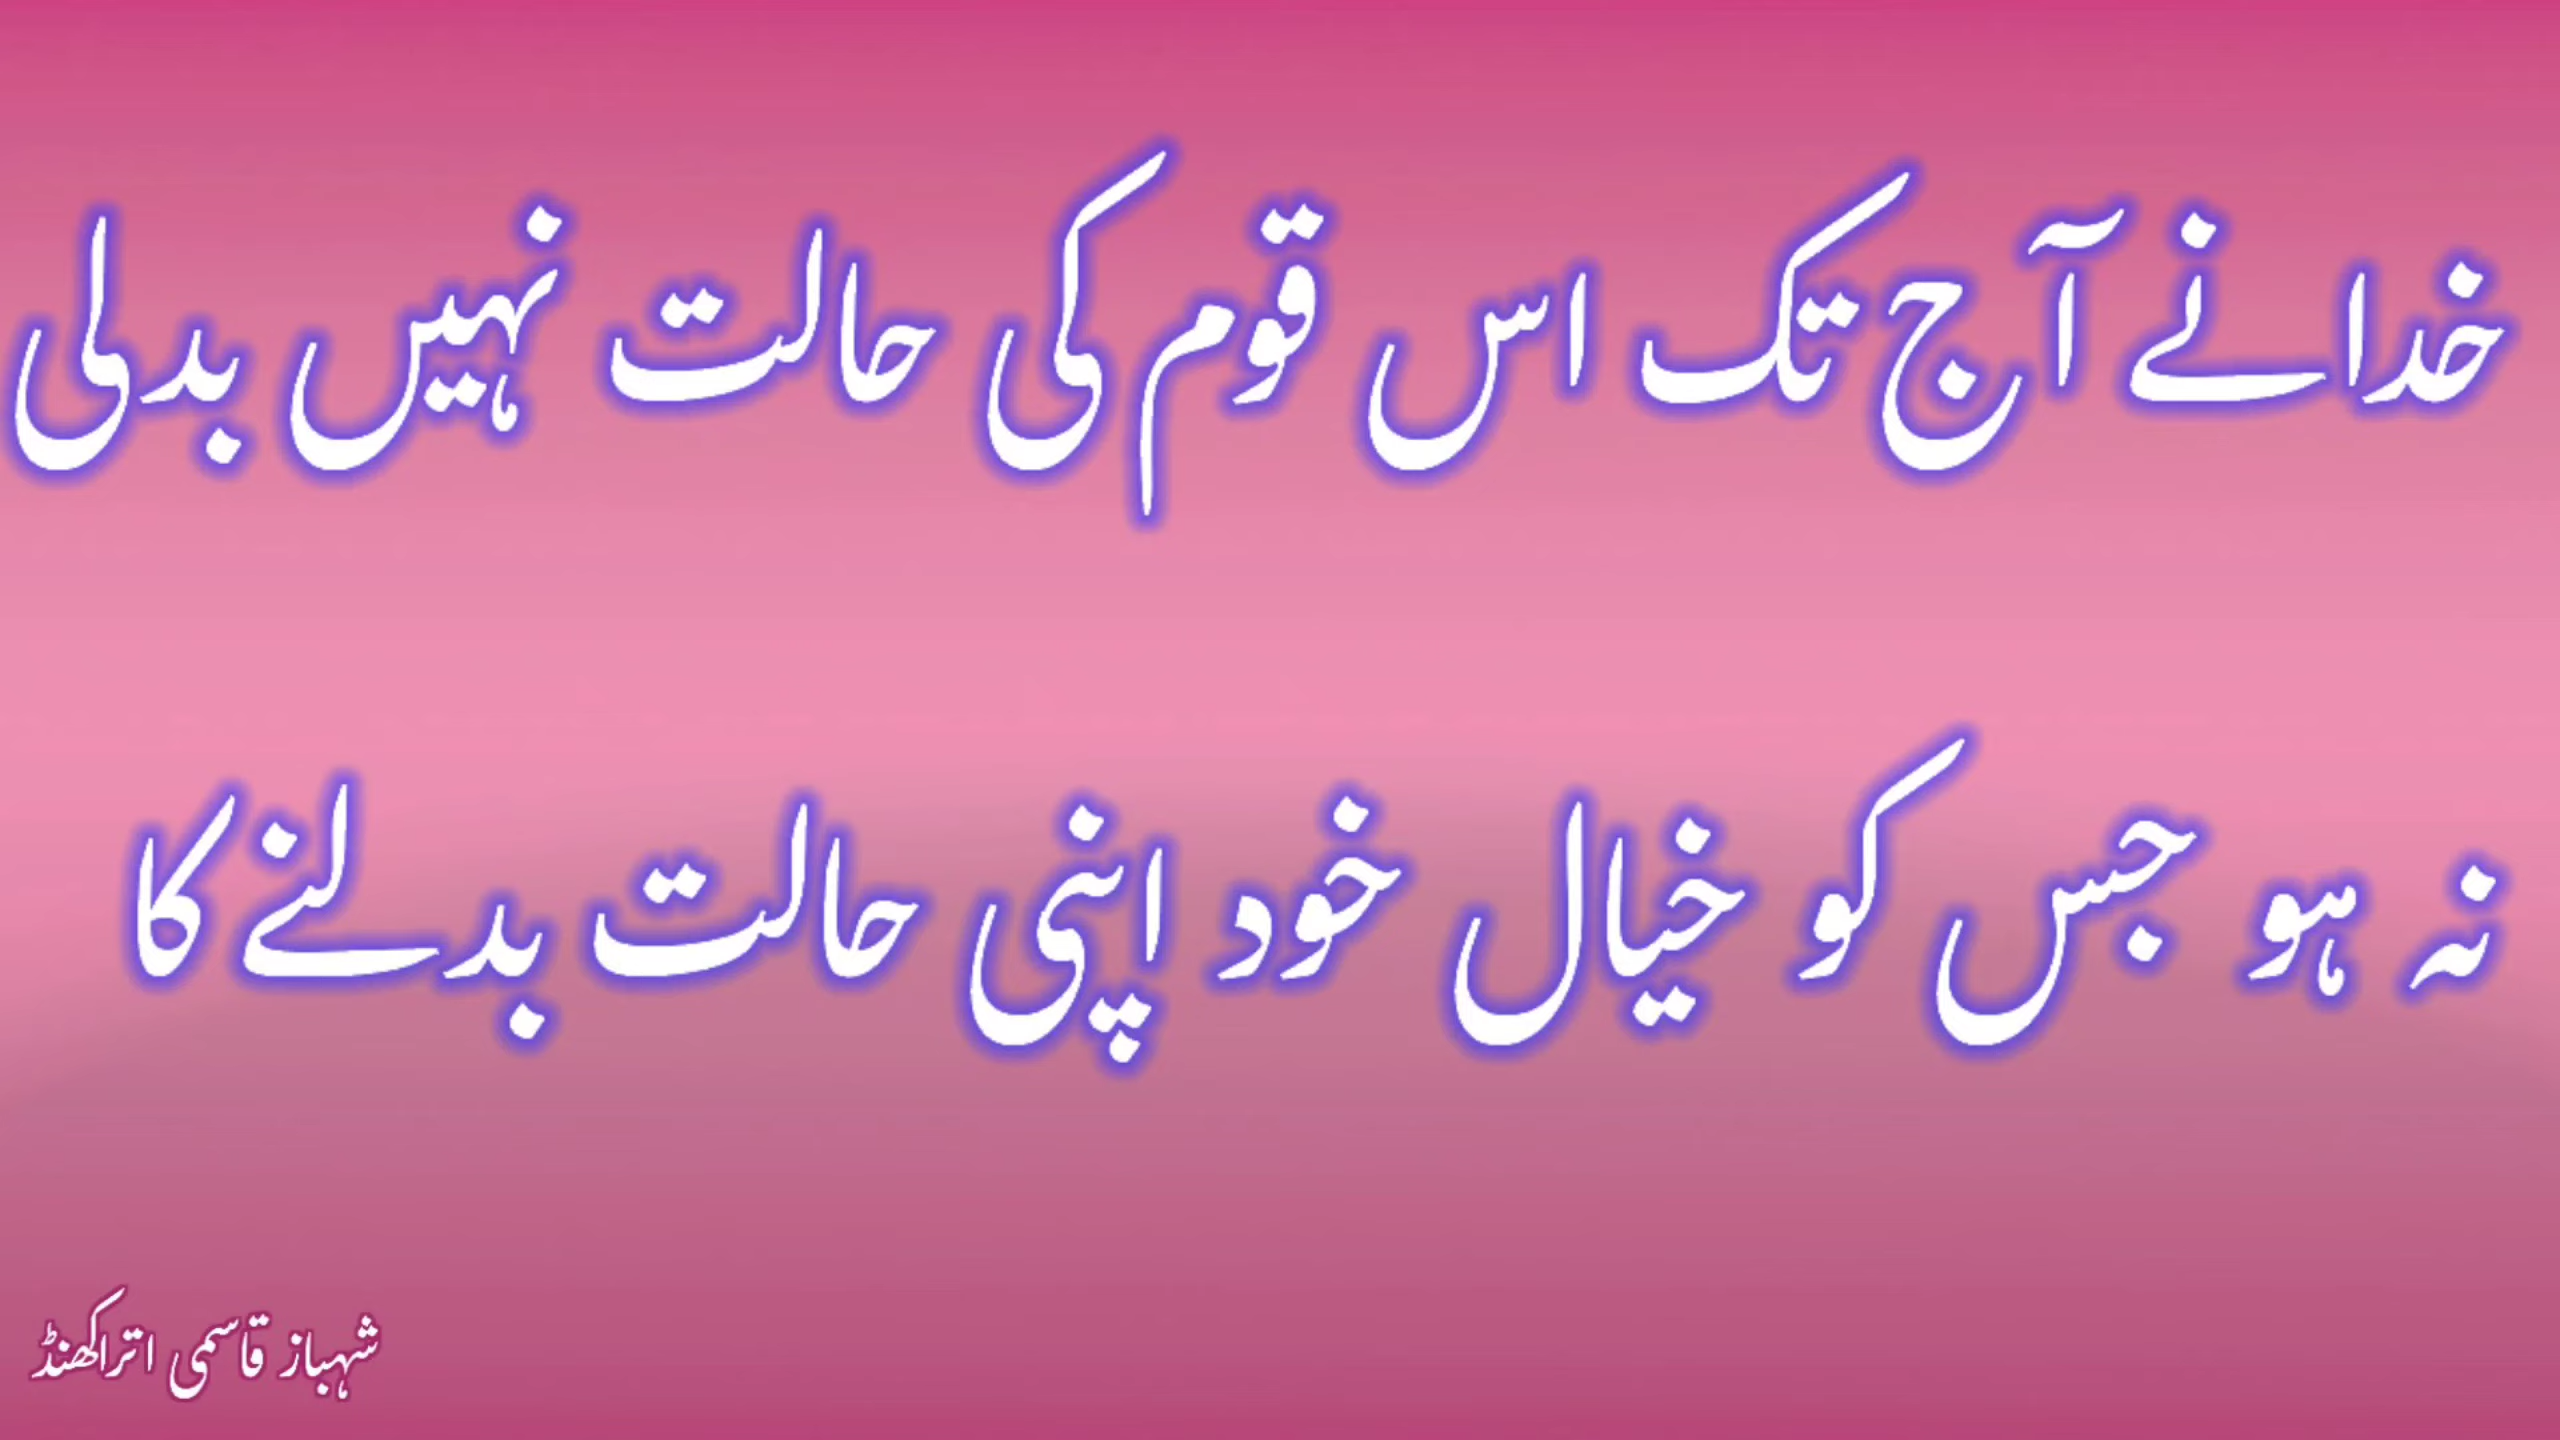 خدا نے آج تک اس قوم کی حالت نہیں بدلی
نہ ہو جس کو خیال خود اپنی حالت بدلنے کا
شہباز قاسمی اتراکھنڈ